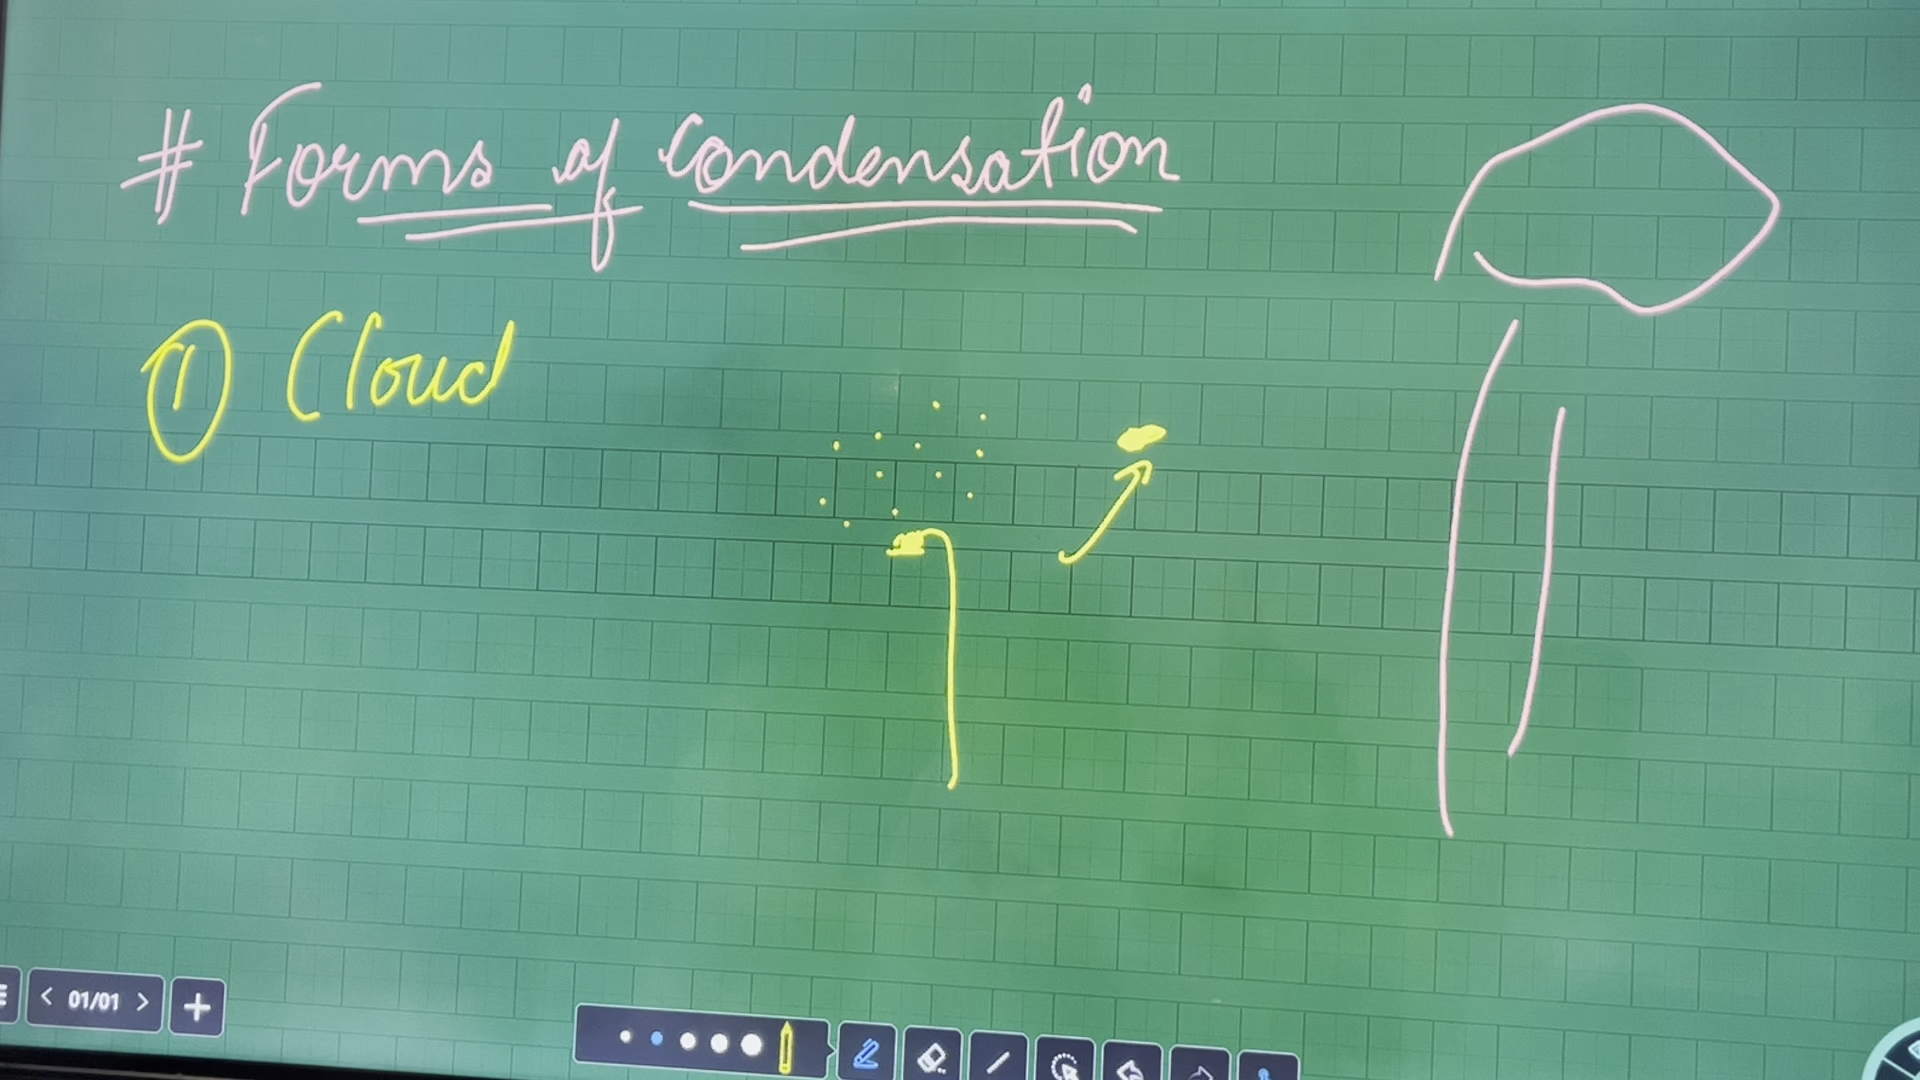 # Forms of Condensation
① Cloud
01/01